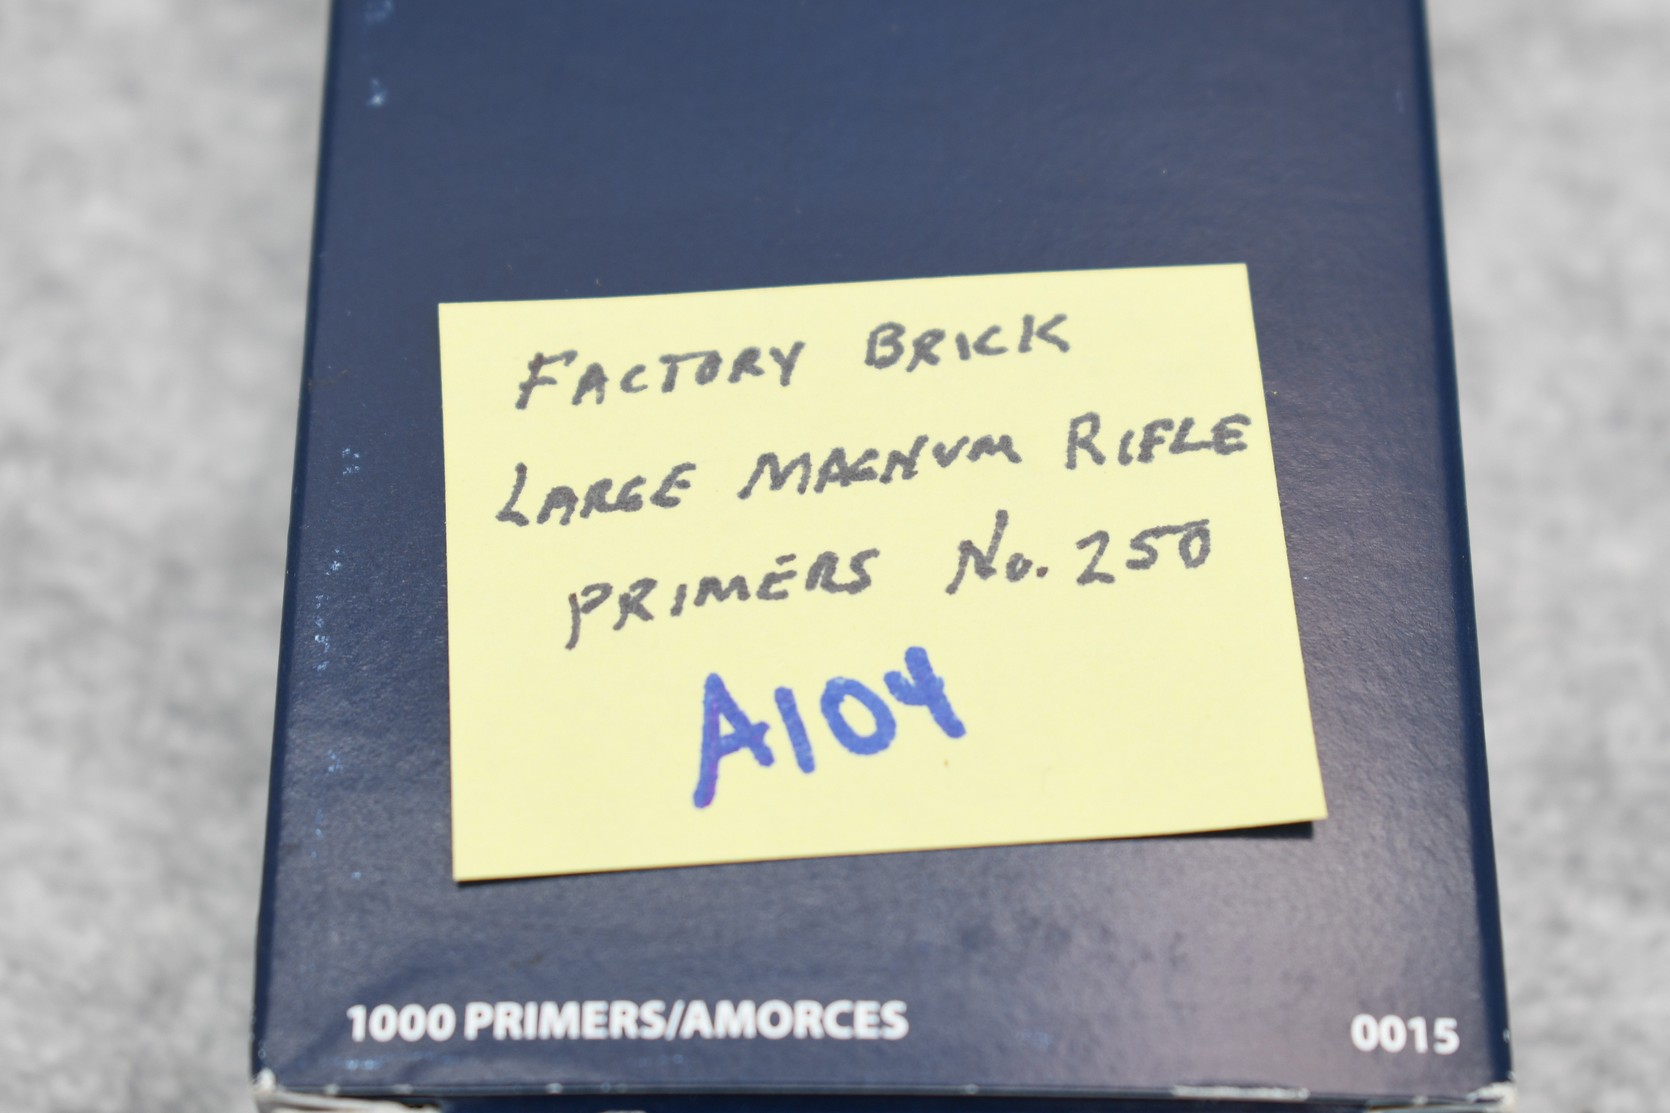 FACTORY BRICK
LARGE MAGNUM RIFLE
PRIMERS No. 250
A104
1000 PRIMERS/AMORCES
0015